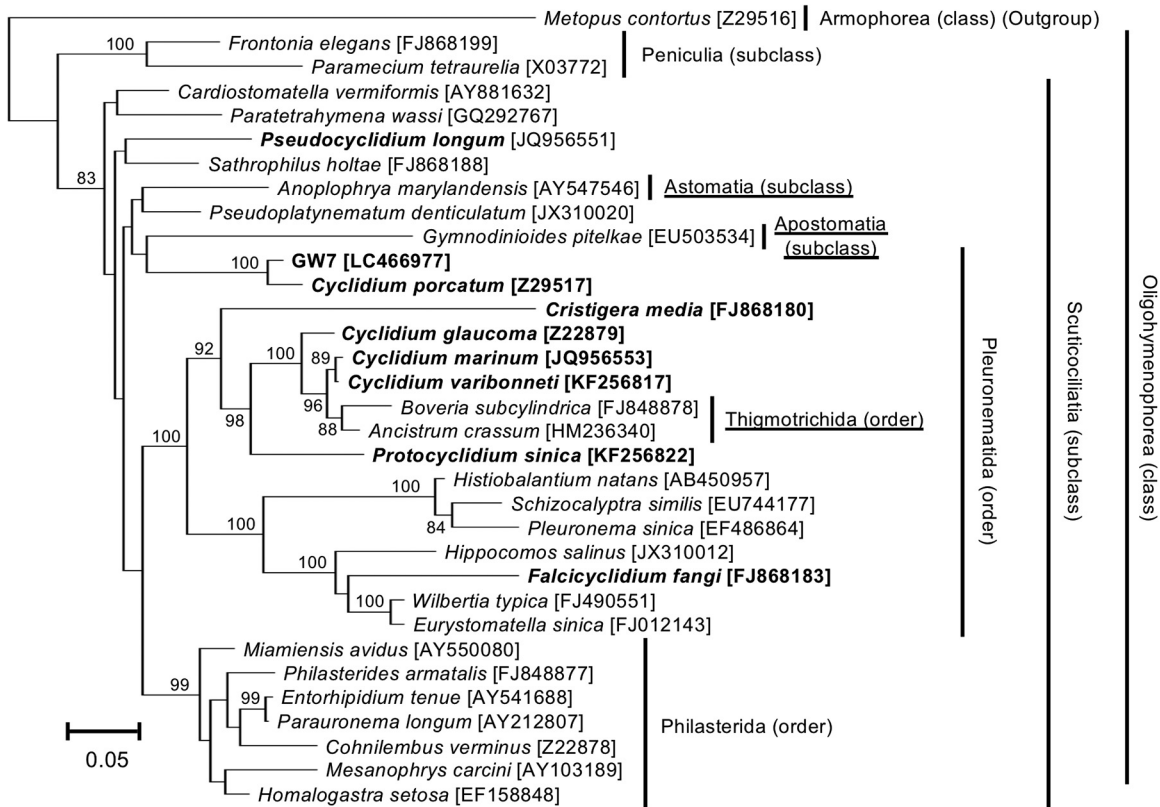 Metopus contortus [Z29516] Armophorea (class) (Outgroup)
100 Frontonia elegans [FJ868199]
Paramecium tetraurelia [X03772]
Peniculia (subclass)
Cardiostomatella vermiformis [AY881632]
Paratetrahymena wassi [GQ292767]
Pseudocyclidium longum [JQ956551]
Sathrophilus holtae [FJ868188]
83
Anoplophrya marylandensis [AY547546] Astomatia (subclass)
Pseudoplatynematum denticulatum [JX310020]
Gymnodinioides pitelkae [EU503534]
Apostomatia
(subclass)
100 GW7 [LC466977]
Cyclidium porcatum [Z29517]
Cristigera media [FJ868180]
92
Cyclidium glaucoma [Z22879]
100
89 Cyclidium marinum [JQ956553]
Cyclidium varibonneti [KF256817]
96
Boveria subcylindrica [FJ848878]
88 Ancistrum crassum [HM236340]
Thigmotrichida (order)
98
100
Protocyclidium sinica [KF256822]
Histiobalantium natans [AB450957]
100
Schizocalyptra similis [EU744177]
84 Pleuronema sinica [EF486864]
100
Hippocomos salinus [JX310012]
100
Falcicyclidium fangi [FJ868183]
100 Wilbertia typica [FJ490551]
Eurystomatella sinica [FJ012143]
Miamiensis avidus [AY550080]
99
Philasterides armatalis [FJ848877]
99 Entorhipidium tenue [AY541688]
Parauronema longum [AY212807]
Cohnilembus verminus [Z22878]
Mesanophrys carcini [AY103189]
Homalogastra setosa [EF158848]
Philasterida (order)
Pleuronematida (order)
Scuticociliatia (subclass)
Oligohymenophorea (class)
0.05